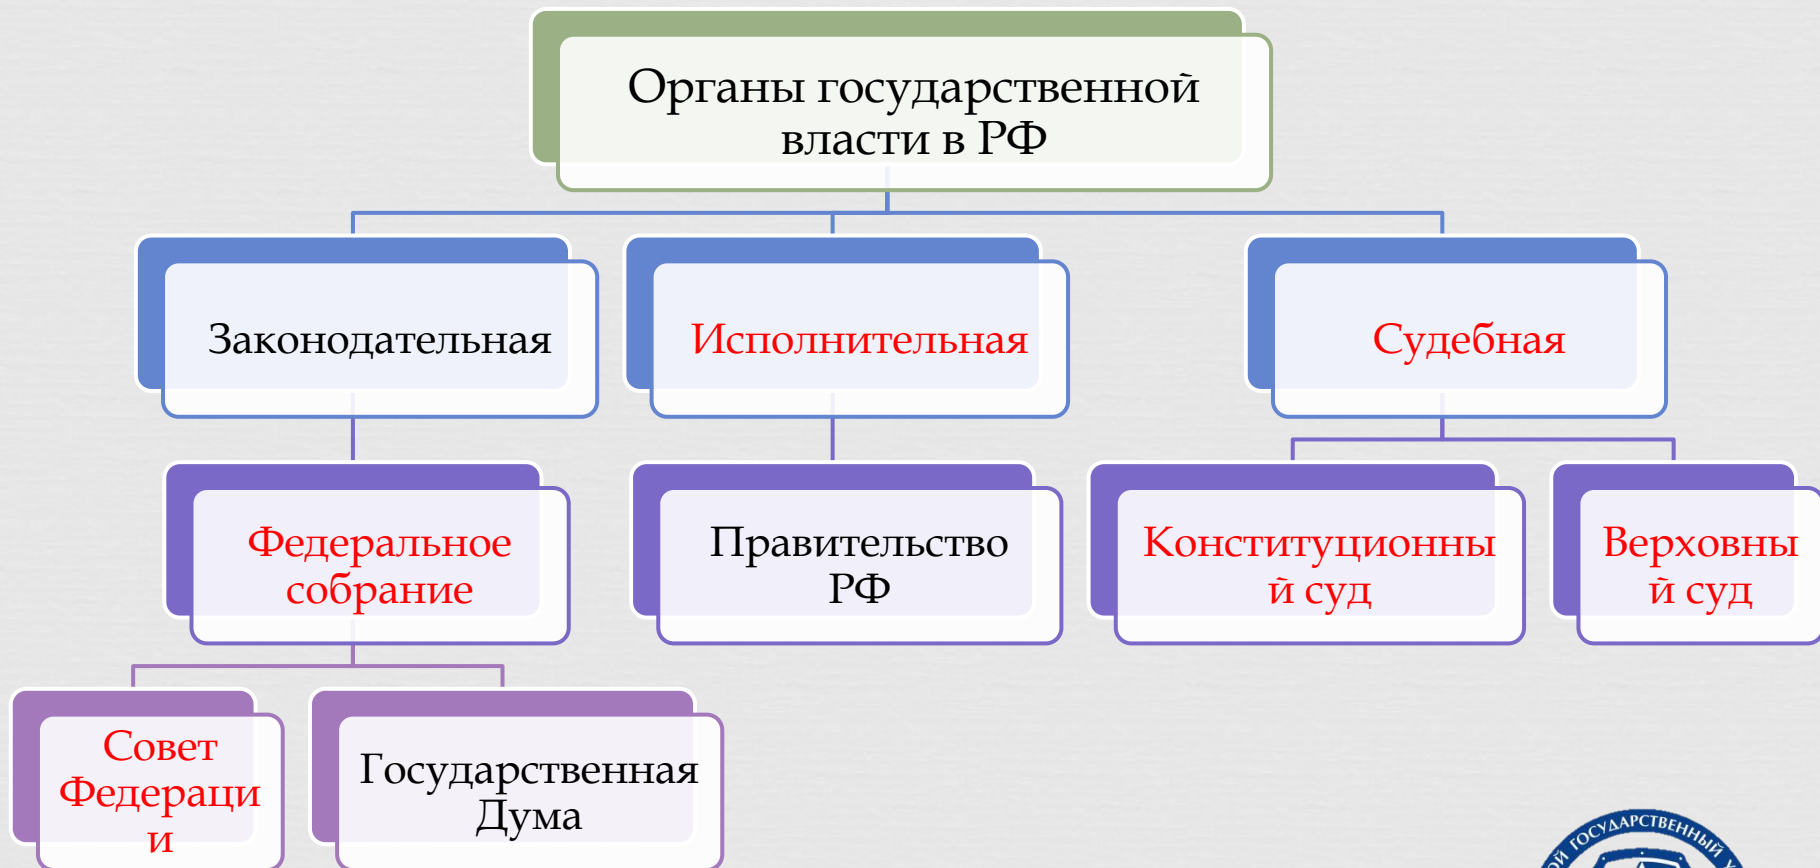 Органы государственной
власти в РФ
Законодательная
Исполнительная
Судебная
Федеральное
собрание
Правительство
РФ
Конституционны
й суд
Верховны
й суд
Совет
Федераци
и
Государственная
Дума
ГОСУДАРСТВЕННЫЙ